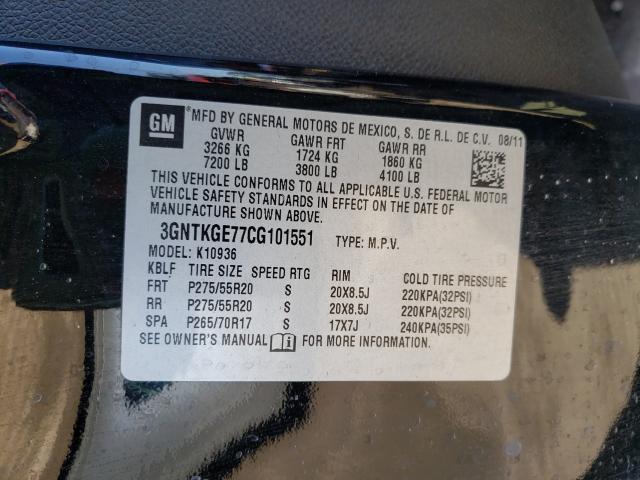 GM
MFD BY GENERAL MOTORS DE MEXICO, S. DE R.L. DE C.V. 08/11
GVWR GAWR FRT GAWR RR
3266 KG 1724 KG 1860 KG
7200 LB 3800 LB 4100 LB
THIS VEHICLE CONFORMS TO ALL APPLICABLE U.S. FEDERAL MOTOR
VEHICLE SAFETY STANDARDS IN EFFECT ON THE DATE OF
MANUFACTURE SHOWN ABOVE.
3GNTKGE77CG101551 TYPE: M.P.V.
MODEL: K10936
KBLF TIRE SIZE SPEED RTG RIM COLD TIRE PRESSURE
FRT P275/55R20 S 20X8.5J 220KPA(32PSI)
RR P275/55R20 S 20X8.5J 220KPA(32PSI)
SPA P265/70R17 S 17X7J 240KPA(35PSI)
SEE OWNER'S MANUAL FOR MORE INFORMATION.